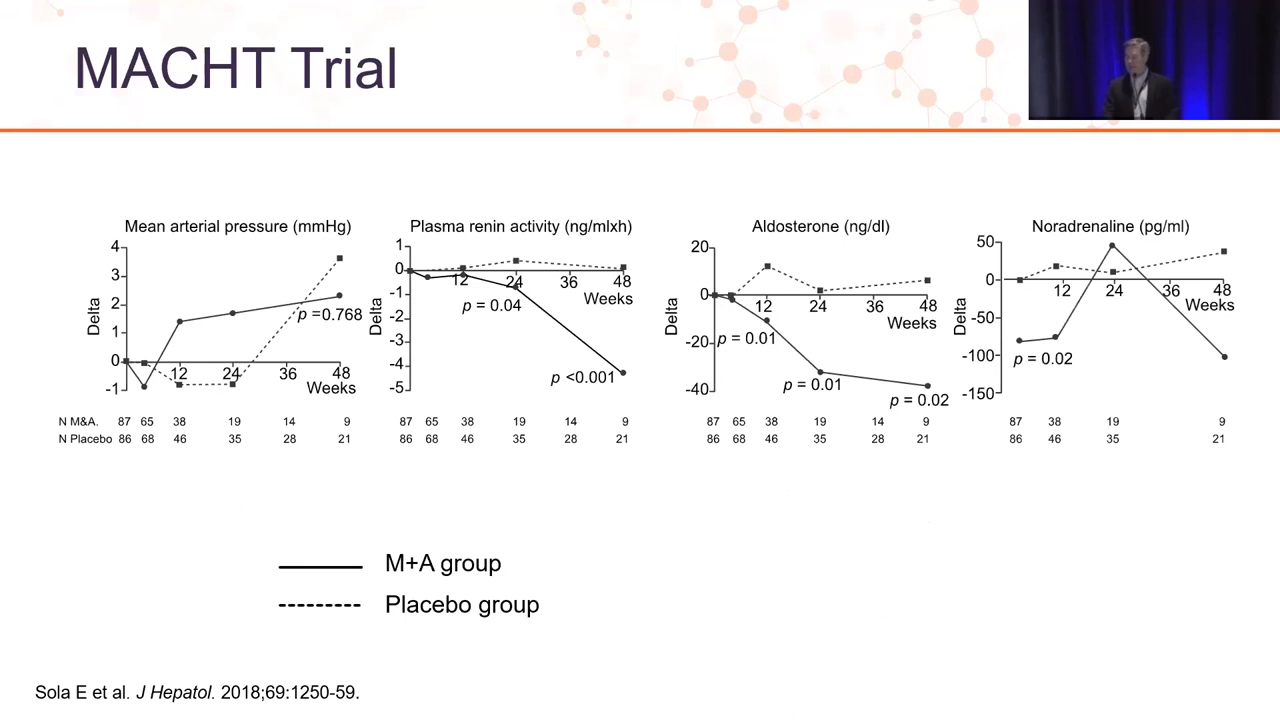 MACHT Trial
Mean arterial pressure (mmHg)
4
3
2
1
0
-1
Delta
12
24
36
48
Weeks
p =0.768
Plasma renin activity (ng/mlxh)
1
0
-1
-2
-3
-4
-5
Delta
12
24
36
48
Weeks
p = 0.04
p <0.001
Aldosterone (ng/dl)
20
0
-20
-40
Delta
12
24
36
48
Weeks
p = 0.01
p = 0.01
p = 0.02
Noradrenaline (pg/ml)
50
0
-50
-100
-150
Delta
12
24
36
48
Weeks
p = 0.02
N M&A. 87 65 38 19 14 9 87 65 38 19 14 9 87 65 38 19 14 9 87 38 19 9
N Placebo 86 68 46 35 28 21 86 68 46 35 28 21 86 68 46 35 28 21 86 46 35 21
M+A group
Placebo group
Sola E et al. J Hepatol. 2018;69:1250-59.